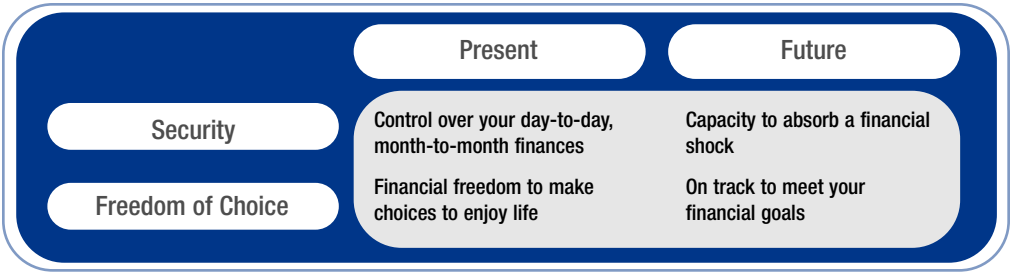 Present
Future
Security
Control over your day-to-day,
month-to-month finances
Capacity to absorb a financial
shock
Freedom of Choice
Financial freedom to make
choices to enjoy life
On track to meet your
financial goals